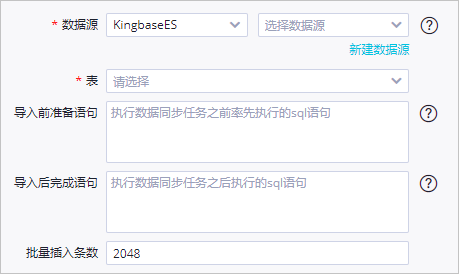 * 数据源 KingbaseES 选择数据源 ?
新建数据源
* 表 请选择
导入前准备语句 执行数据同步任务之前率先执行的sql语句 ?
导入后完成语句 执行数据同步任务之后执行的sql语句 ?
批量插入条数 2048